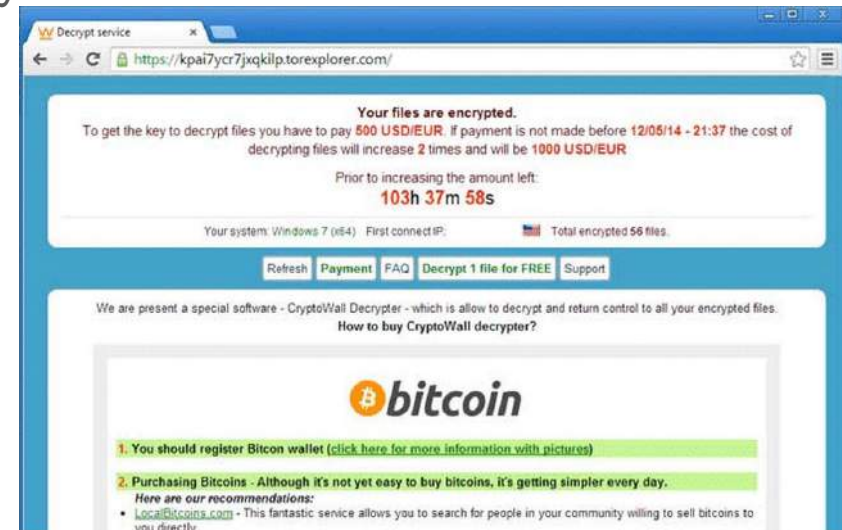 Decrypt service
https://kpai7ycr7jxqkilp.torexplorer.com/
Your files are encrypted.
To get the key to decrypt files you have to pay 500 USD/EUR. If payment is not made before 12/05/14 - 21:37 the cost of
decrypting files will increase 2 times and will be 1000 USD/EUR
Prior to increasing the amount left:
103h 37m 58s
Your system: Windows 7 (x64) First connect IP: Total encrypted 56 files.
Refresh Payment FAQ Decrypt 1 file for FREE Support
We are present a special software - CryptoWall Decrypter - which is allow to decrypt and return control to all your encrypted files.
How to buy CryptoWall decrypter?
bitcoin
1. You should register Bitcon wallet (click here for more information with pictures)
2. Purchasing Bitcoins - Although it's not yet easy to buy bitcoins, it's getting simpler every day.
Here are our recommendations:
• LocalBitcoins.com - This fantastic service allows you to search for people in your community willing to sell bitcoins to
you directly.